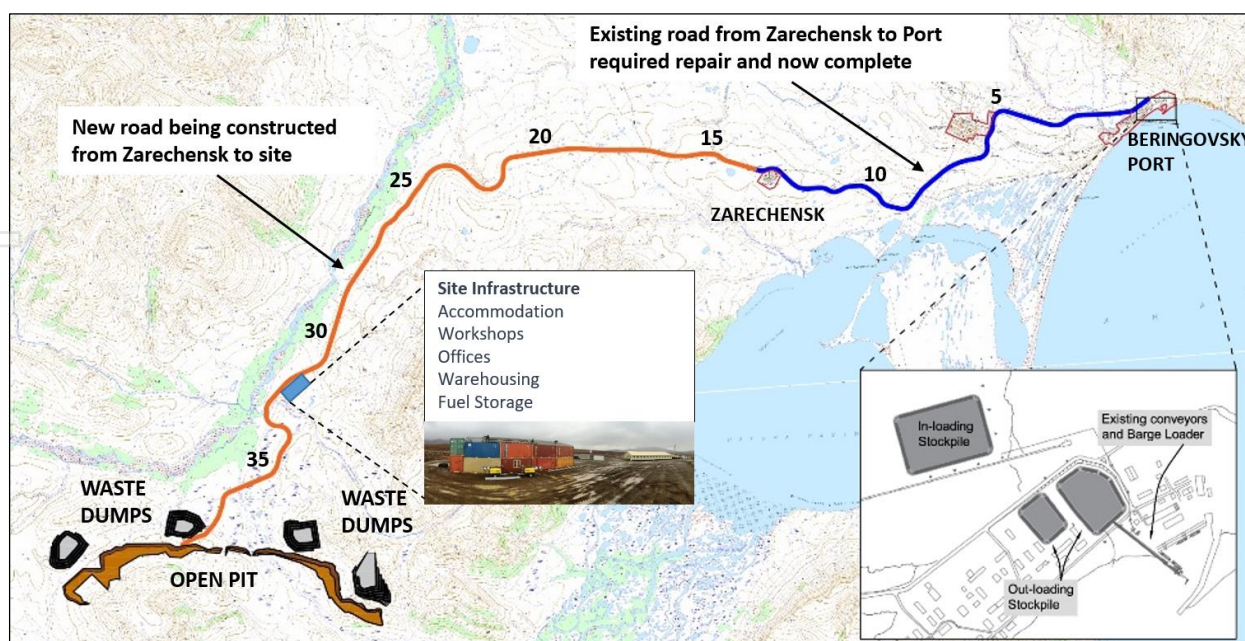 Existing road from Zarechensk to Port
required repair and now complete
New road being constructed
from Zarechensk to site
5
20
15
25
10
BERINGOVSKY
PORT
ZARECHENSK
30
Site Infrastructure
Accommodation
Workshops
Offices
Warehousing
Fuel Storage
35
WASTE
DUMPS
WASTE
DUMPS
OPEN PIT
In-loading
Stockpile
Existing conveyors
and Barge Loader
Out-loading
Stockpile